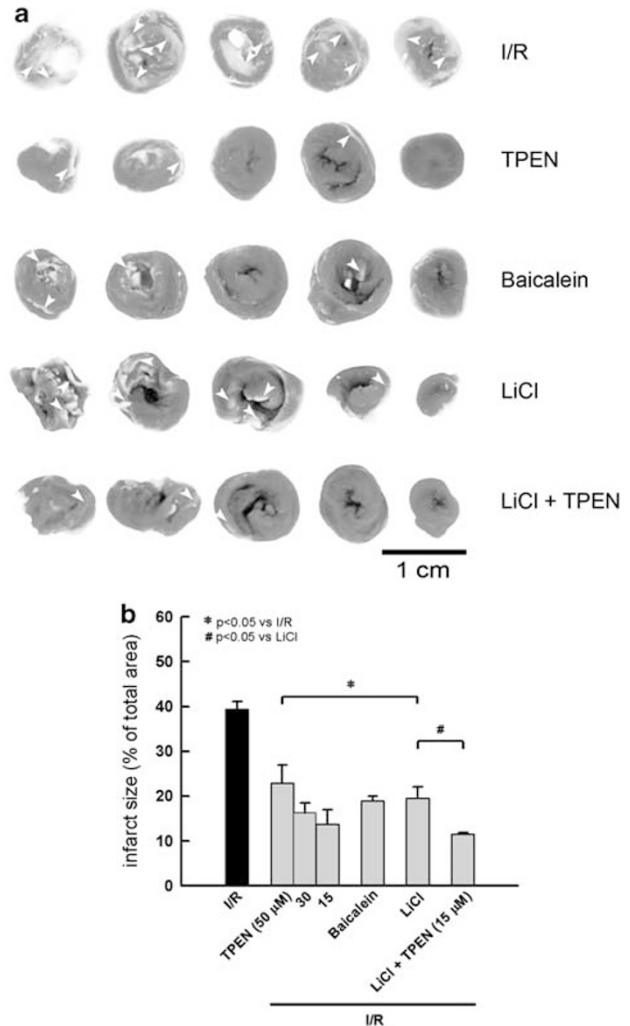 a
I/R
TPEN
Baicalein
LiCl
LiCl + TPEN
1 cm
b
* p<0.05 vs I/R
# p<0.05 vs LiCl
60
50
40
30
20
10
0
infarct size (% of total area)
*
#
I/R
TPEN (50 µM)
30
15
Baicalein
LiCl
LiCl + TPEN (15 µM)
I/R